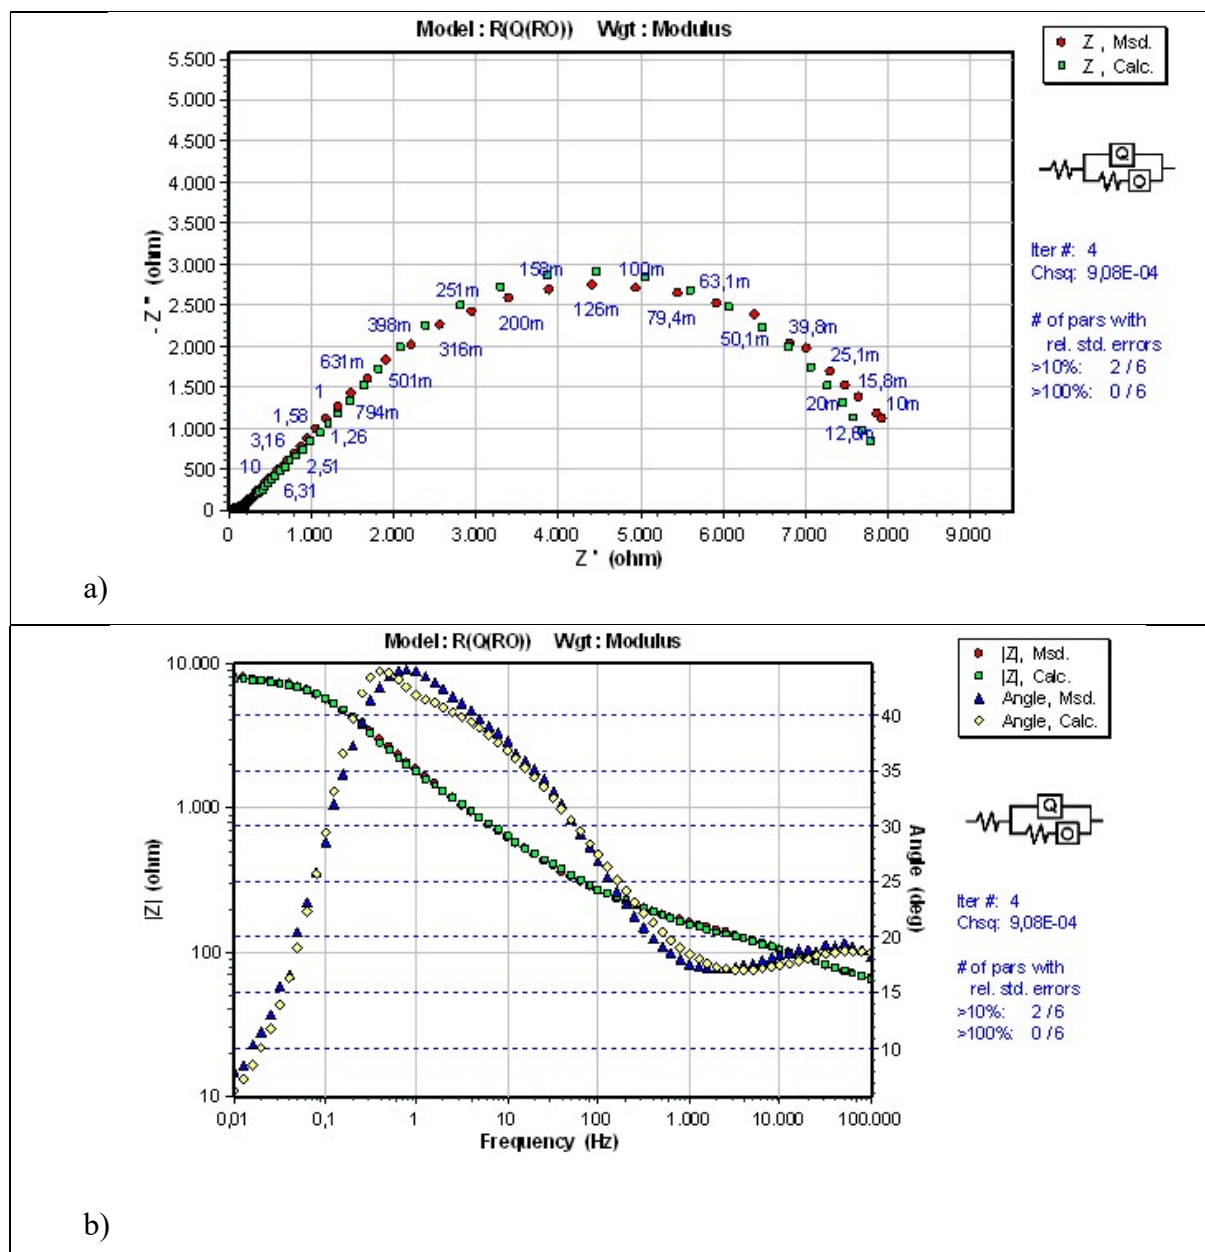 Model : R(Q(RO)) Wgt : Modulus
Z , Msd.
Z , Calc.
5.500
5.000
4.500
4.000
3.500
3.000
2.500
2.000
1.500
1.000
500
0
- Z '' (ohm)
158m
100m
251m
63,1m
398m
200m
126m
79,4m
39,8m
631m
316m
50,1m
25,1m
1
501m
15,8m
1,58
794m
20m
10m
3,16
1,26
12,6m
10
2,51
6,31
0
1.000
2.000
3.000
4.000
5.000
6.000
7.000
8.000
9.000
Z ' (ohm)
Q
O
Iter #: 4
Chsq: 9,08E-04
# of pars with
rel. std. errors
>10%: 2 / 6
>100%: 0 / 6
a)
Model : R(Q(RO)) Wgt : Modulus
|Z|, Msd.
|Z|, Calc.
Angle, Msd.
Angle, Calc.
10.000
1.000
100
10
|Z| (ohm)
40
35
30
25
20
15
10
Angle (deg)
0,01
0,1
1
10
100
1.000
10.000
100.000
Frequency (Hz)
Q
O
Iter #: 4
Chsq: 9,08E-04
# of pars with
rel. std. errors
>10%: 2 / 6
>100%: 0 / 6
b)